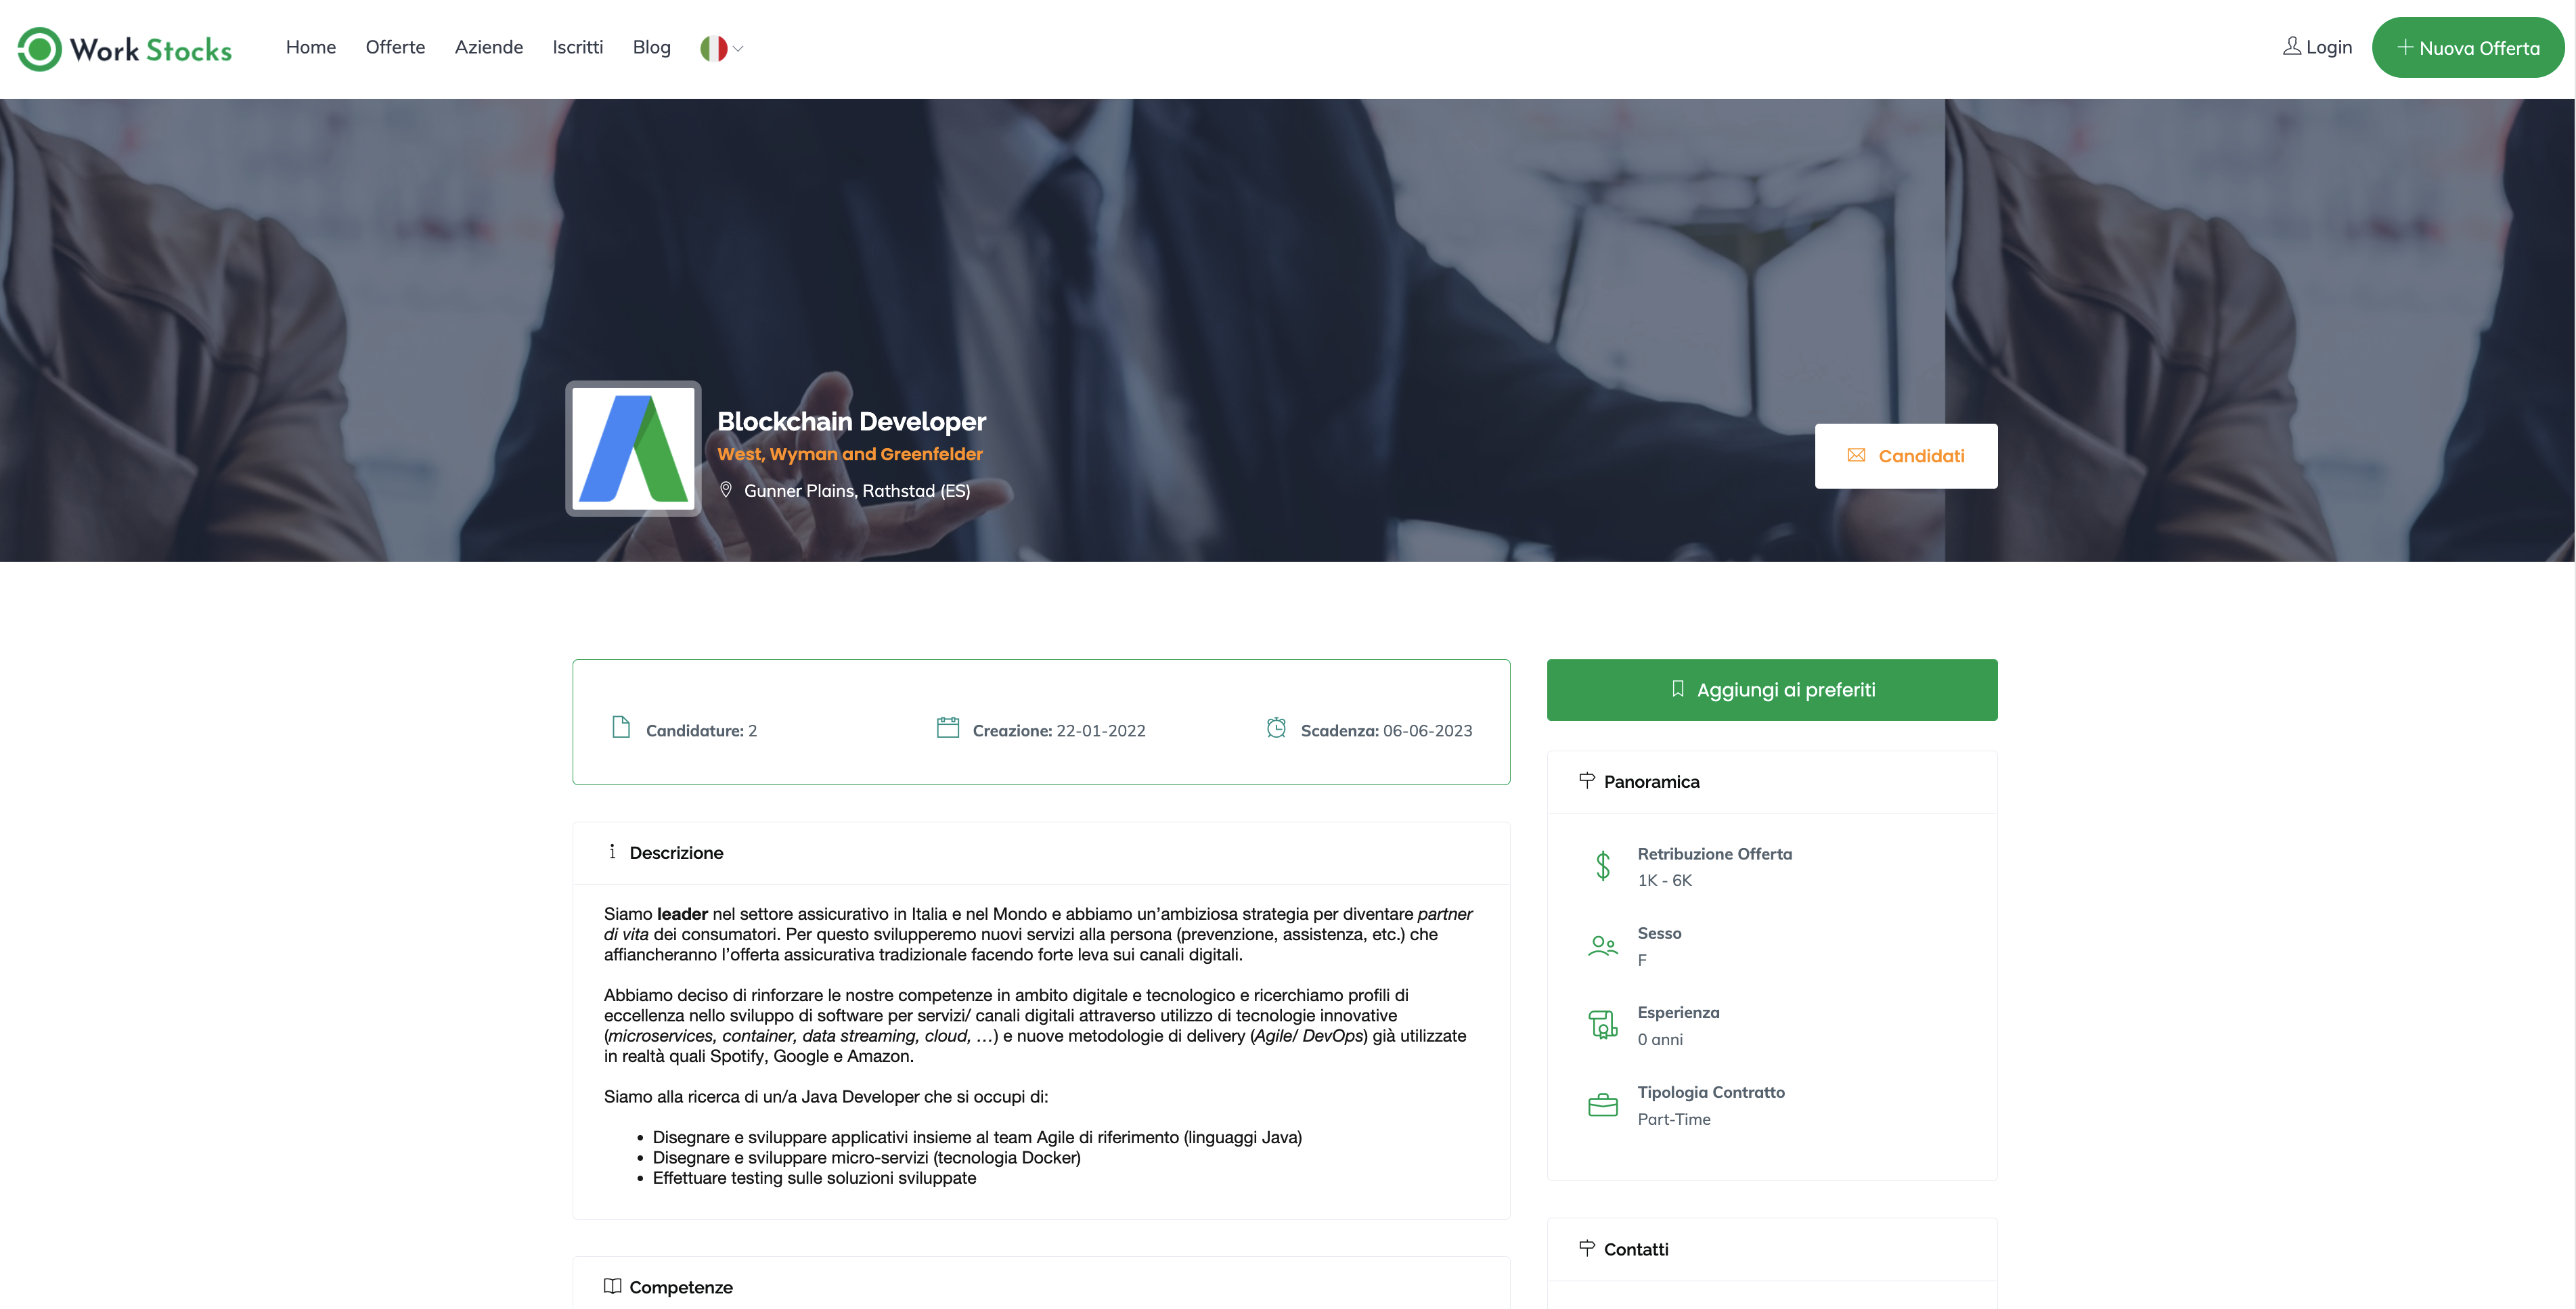 Work Stocks
Home
Offerte
Aziende
Iscritti
Blog
Login
Nuova Offerta
Blockchain Developer
West, Wyman and Greenfelder
Gunner Plains, Rathstad (ES)
Candidati
Candidature: 2
Creazione: 22-01-2022
Scadenza: 06-06-2023
Descrizione
Siamo leader nel settore assicurativo in Italia e nel Mondo e abbiamo un’ambiziosa strategia per diventare partner
di vita dei consumatori. Per questo svilupperemo nuovi servizi alla persona (prevenzione, assistenza, etc.) che
affiancheranno l’offerta assicurativa tradizionale facendo forte leva sui canali digitali.
Abbiamo deciso di rinforzare le nostre competenze in ambito digitale e tecnologico e ricerchiamo profili di
eccellenza nello sviluppo di software per servizi/ canali digitali attraverso utilizzo di tecnologie innovative
(microservices, container, data streaming, cloud, …) e nuove metodologie di delivery (Agile/ DevOps) già utilizzate
in realtà quali Spotify, Google e Amazon.
Siamo alla ricerca di un/a Java Developer che si occupi di:
• Disegnare e sviluppare applicativi insieme al team Agile di riferimento (linguaggi Java)
• Disegnare e sviluppare micro-servizi (tecnologia Docker)
• Effettuare testing sulle soluzioni sviluppate
Competenze
Aggiungi ai preferiti
Panoramica
Retribuzione Offerta
1K - 6K
Sesso
F
Esperienza
0 anni
Tipologia Contratto
Part-Time
Contatti